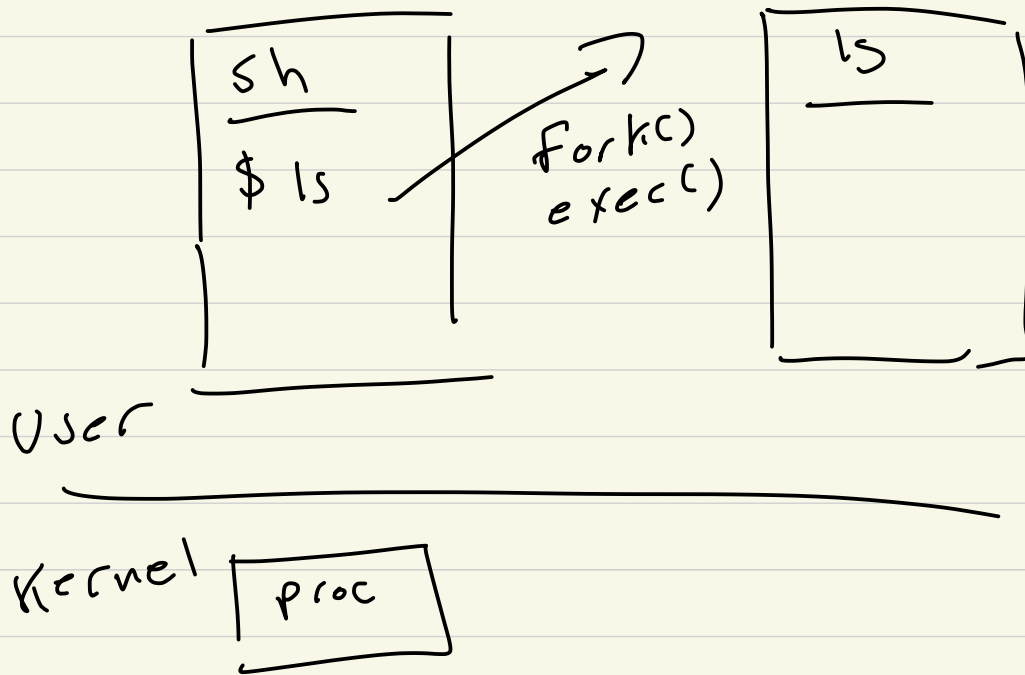 sh
$ ls
fork()
exec()
ls
User
Kernel
proc